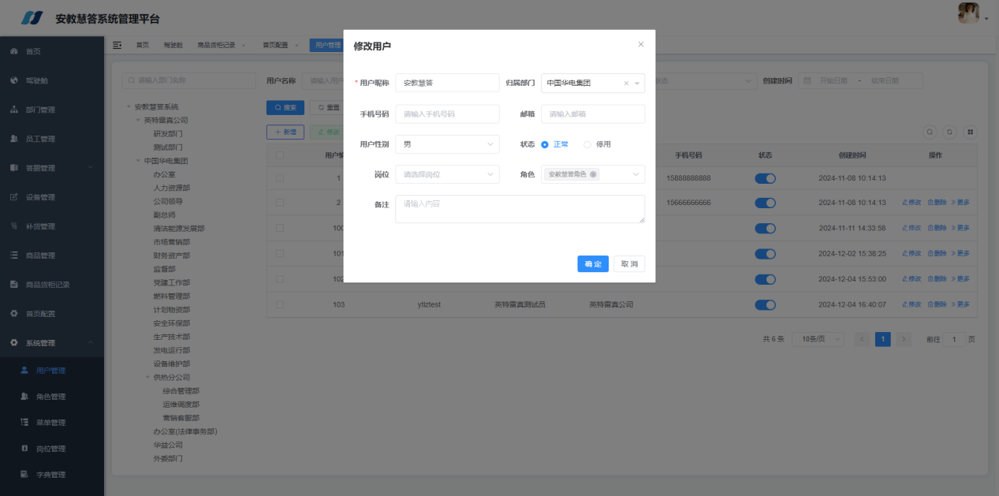 安教慧答系统管理平台
首页
驾驶舱
部门管理
员工管理
答题管理
设备管理
补货管理
商品管理
商品货柜记录
首页配置
系统管理
用户管理
角色管理
菜单管理
岗位管理
字典管理
首页 驾驶舱 商品货柜记录 × 首页配置 × 用户管理
请输入部门名称
安教慧答系统
英特雷真公司
研发部门
测试部门
中国华电集团
办公室
人力资源部
公司领导
副总师
清洁能源发展部
市场营销部
财务资产部
监督部
党建工作部
燃料管理部
计划物资部
安全环保部
生产技术部
发电运行部
设备维护部
供热分公司
综合管理部
运维调度部
营销客服部
办公室(法律事务部)
华益公司
外委部门
用户名称 请输入用户 状态 创建时间 开始日期 - 结束日期
搜索 重置
+ 新增 修改
用户编 手机号码 状态 创建时间 操作
1 15888888888 2024-11-08 10:14:13
2 15666666666 2024-11-08 10:14:13 修改 删除 更多
100 2024-11-11 14:33:58 修改 删除 更多
101 2024-12-02 15:38:25 修改 删除 更多
102 2024-12-04 15:53:00 修改 删除 更多
103 ytlztest 英特雷真测试员 英特雷真公司 2024-12-04 16:40:07 修改 删除 更多
共 6 条 10条/页 < 1 > 前往 1 页
修改用户 ×
* 用户昵称 安教慧答 归属部门 中国华电集团 ×
手机号码 请输入手机号码 邮箱 请输入邮箱
用户性别 男 状态 正常 停用
岗位 请选择岗位 角色 安教慧答角色
备注 请输入内容
确 定 取 消